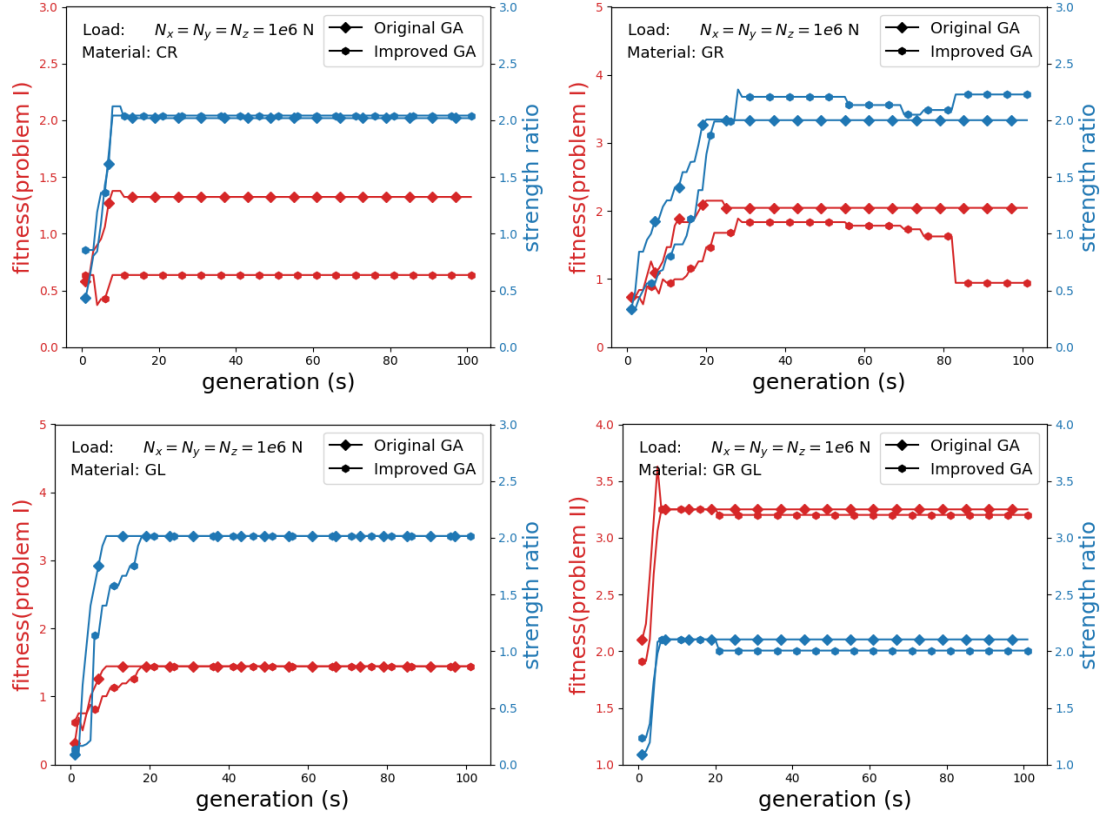 Load: N_x = N_y = N_z = 1e6 N
Material: CR
Original GA
Improved GA
fitness(problem I)
strength ratio
3.0
2.5
2.0
1.5
1.0
0.5
0.0
3.0
2.5
2.0
1.5
1.0
0.5
0.0
0 20 40 60 80 100
generation (s)
Load: N_x = N_y = N_z = 1e6 N
Material: GR
Original GA
Improved GA
fitness(problem I)
strength ratio
5
4
3
2
1
0
3.0
2.5
2.0
1.5
1.0
0.5
0.0
0 20 40 60 80 100
generation (s)
Load: N_x = N_y = N_z = 1e6 N
Material: GL
Original GA
Improved GA
fitness(problem I)
strength ratio
5
4
3
2
1
0
3.0
2.5
2.0
1.5
1.0
0.5
0.0
0 20 40 60 80 100
generation (s)
Load: N_x = N_y = N_z = 1e6 N
Material: GR GL
Original GA
Improved GA
fitness(problem II)
strength ratio
4.0
3.5
3.0
2.5
2.0
1.5
1.0
4.0
3.5
3.0
2.5
2.0
1.5
1.0
0 20 40 60 80 100
generation (s)